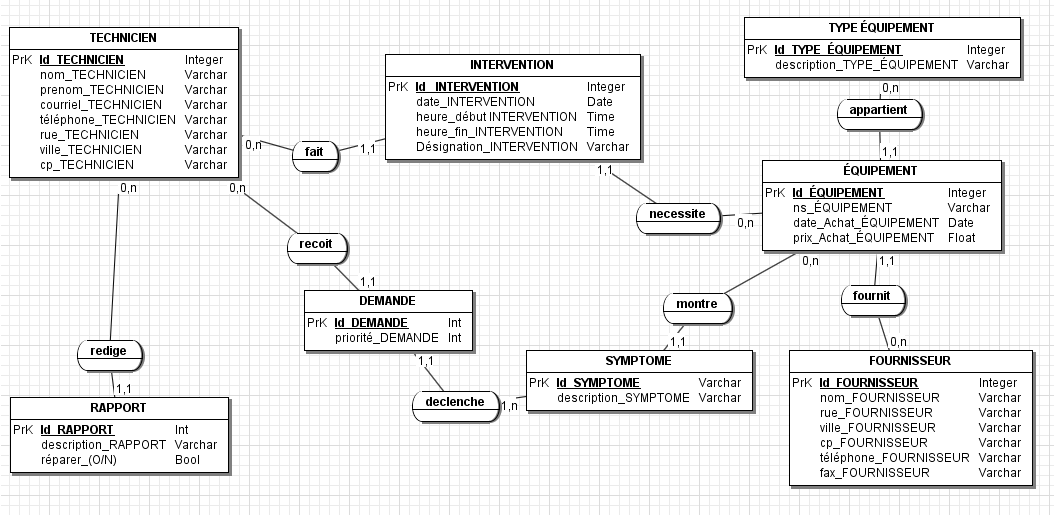 TECHNICIEN
PrK Id_TECHNICIEN Integer
nom_TECHNICIEN Varchar
prenom_TECHNICIEN Varchar
courriel_TECHNICIEN Varchar
téléphone_TECHNICIEN Varchar
rue_TECHNICIEN Varchar
ville_TECHNICIEN Varchar
cp_TECHNICIEN Varchar
0,n
fait
1,1
INTERVENTION
PrK Id_ INTERVENTION Integer
date_INTERVENTION Date
heure_début INTERVENTION Time
heure_fin_INTERVENTION Time
Désignation_INTERVENTION Varchar
TYPE ÉQUIPEMENT
PrK Id_TYPE_ÉQUIPEMENT Integer
description_TYPE_ÉQUIPEMENT Varchar
0,n
appartient
1,1
ÉQUIPEMENT
PrK Id_ÉQUIPEMENT Integer
ns_ÉQUIPEMENT Varchar
date_Achat_ÉQUIPEMENT Date
prix_Achat_ÉQUIPEMENT Float
1,1
necessite
0,n
0,n
0,n
recoit
1,1
DEMANDE
PrK Id_DEMANDE Int
priorité_DEMANDE Int
0,n
montre
1,1
1,1
fournit
0,n
redige
1,1
RAPPORT
PrK Id_RAPPORT Int
description_RAPPORT Varchar
réparer_(O/N) Bool
1,1
declenche
1,n
SYMPTOME
PrK Id_SYMPTOME Varchar
description_SYMPTOME Varchar
FOURNISSEUR
PrK Id_FOURNISSEUR Integer
nom_FOURNISSEUR Varchar
rue_FOURNISSEUR Varchar
ville_FOURNISSEUR Varchar
cp_FOURNISSEUR Varchar
téléphone_FOURNISSEUR Varchar
fax_FOURNISSEUR Varchar